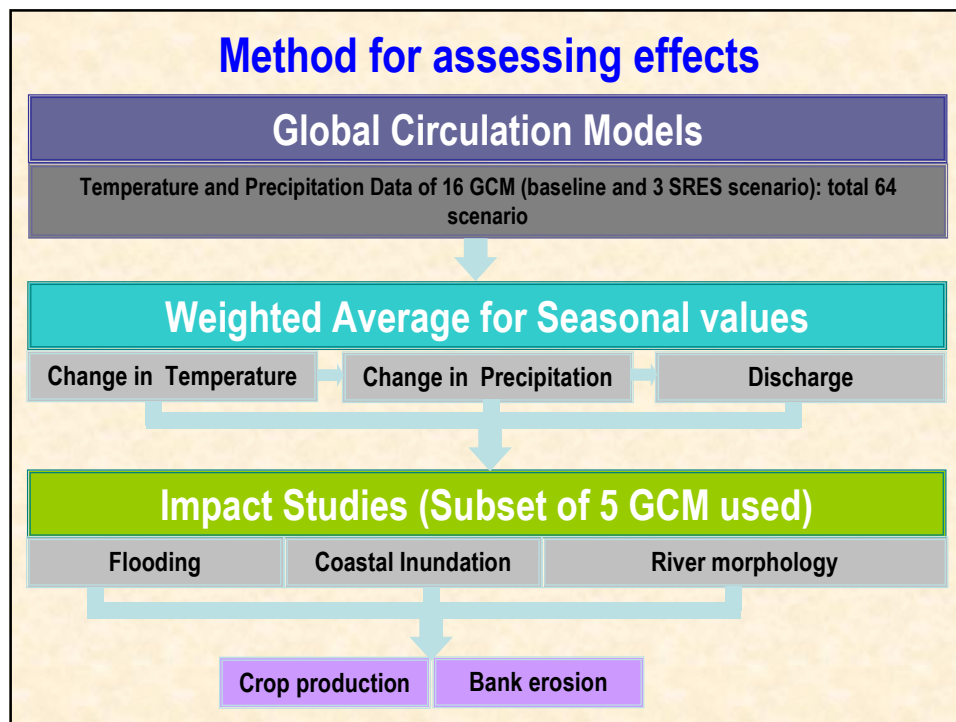 Method for assessing effects
Global Circulation Models
Temperature and Precipitation Data of 16 GCM (baseline and 3 SRES scenario): total 64
scenario
Weighted Average for Seasonal values
Change in Temperature
Change in Precipitation
Discharge
Impact Studies (Subset of 5 GCM used)
Flooding
Coastal Inundation
River morphology
Crop production
Bank erosion